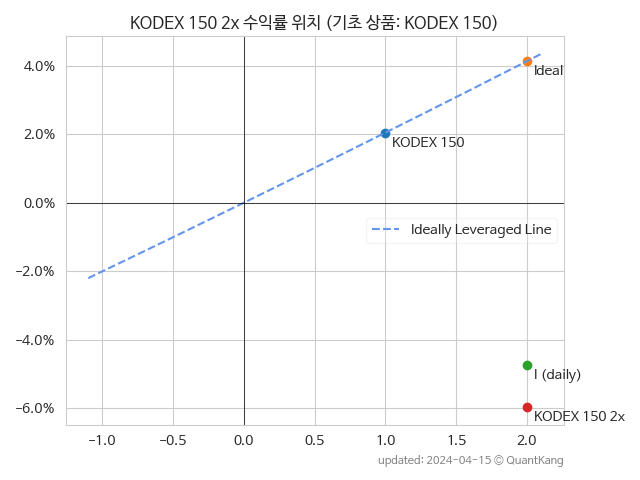 KODEX 150 2x 수익률 위치 (기초 상품: KODEX 150)
4.0%
Ideal
2.0%
KODEX 150
0.0%
Ideally Leveraged Line
-2.0%
-4.0%
I (daily)
-6.0%
KODEX 150 2x
-1.0 -0.5 0.0 0.5 1.0 1.5 2.0
updated: 2024-04-15 © QuantKang